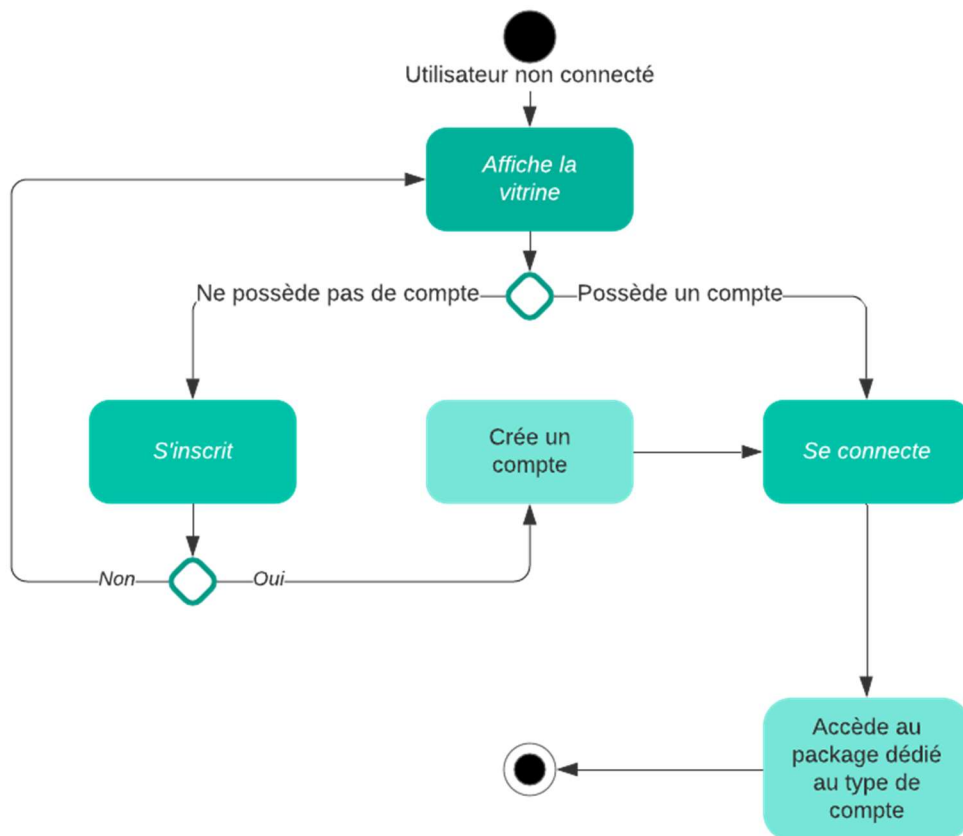 Utilisateur non connecté
Affiche la
vitrine
Ne possède pas de compte
Possède un compte
S'inscrit
Crée un
compte
Se connecte
Non
Oui
Accède au
package dédié
au type de
compte